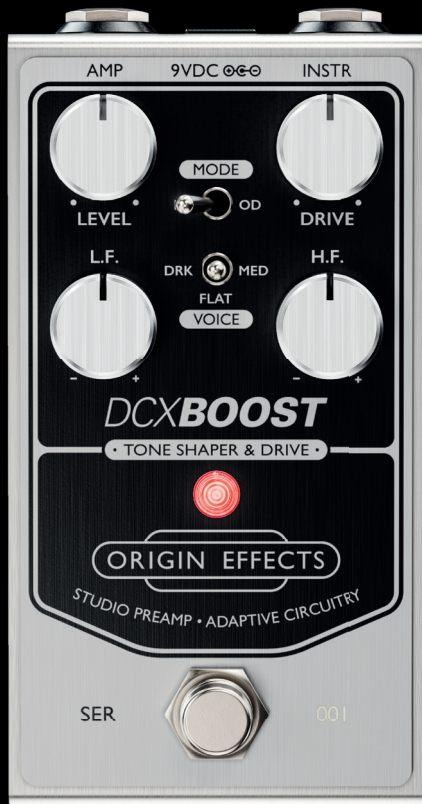 AMP 9VDC INSTR
MODE
OD
LEVEL DRIVE
L.F. H.F.
DRK MED
FLAT
VOICE
- + - +
DCXBOOST
• TONE SHAPER & DRIVE •
ORIGIN EFFECTS
STUDIO PREAMP • ADAPTIVE CIRCUITRY
SER 001